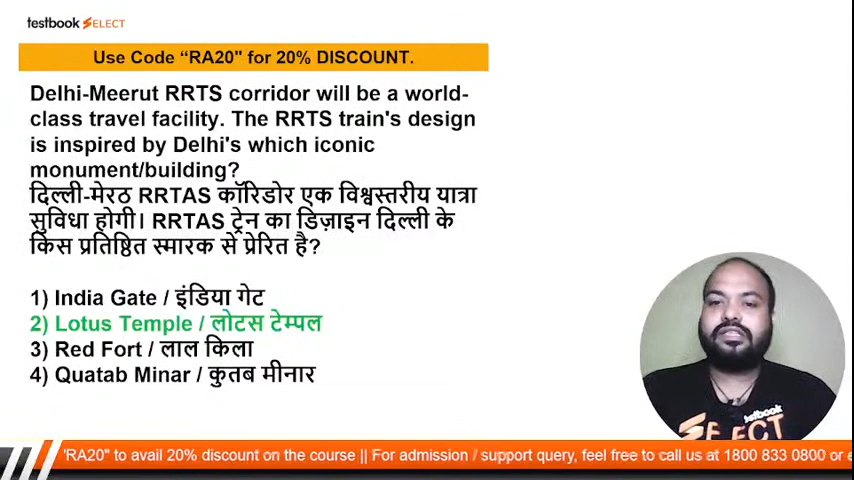 testbook SELECT
Use Code “RA20" for 20% DISCOUNT.
Delhi-Meerut RRTS corridor will be a world-
class travel facility. The RRTS train's design
is inspired by Delhi's which iconic
monument/building?
दिल्ली-मेरठ RRTAS कॉरिडोर एक विश्वस्तरीय यात्रा
सुविधा होगी। RRTAS ट्रेन का डिज़ाइन दिल्ली के
किस प्रतिष्ठित स्मारक से प्रेरित है?
1) India Gate / इंडिया गेट
2) Lotus Temple / लोटस टेम्पल
3) Red Fort / लाल किला
4) Quatab Minar / कुतब मीनार
testbook
ELECT
'RA20" to avail 20% discount on the course || For admission / support query, feel free to call us at 1800 833 0800 or e